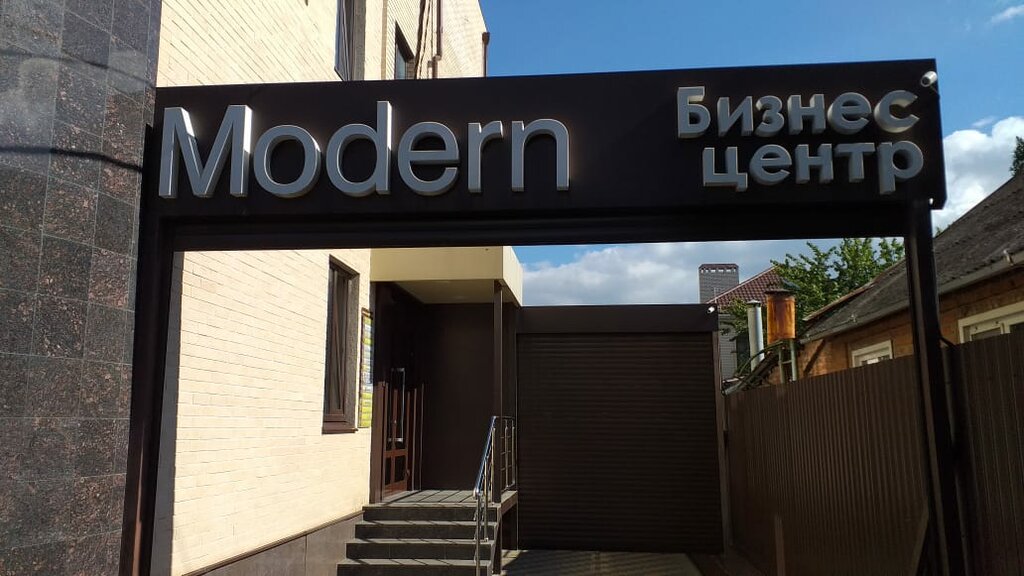 Modern
Бизнес
центр